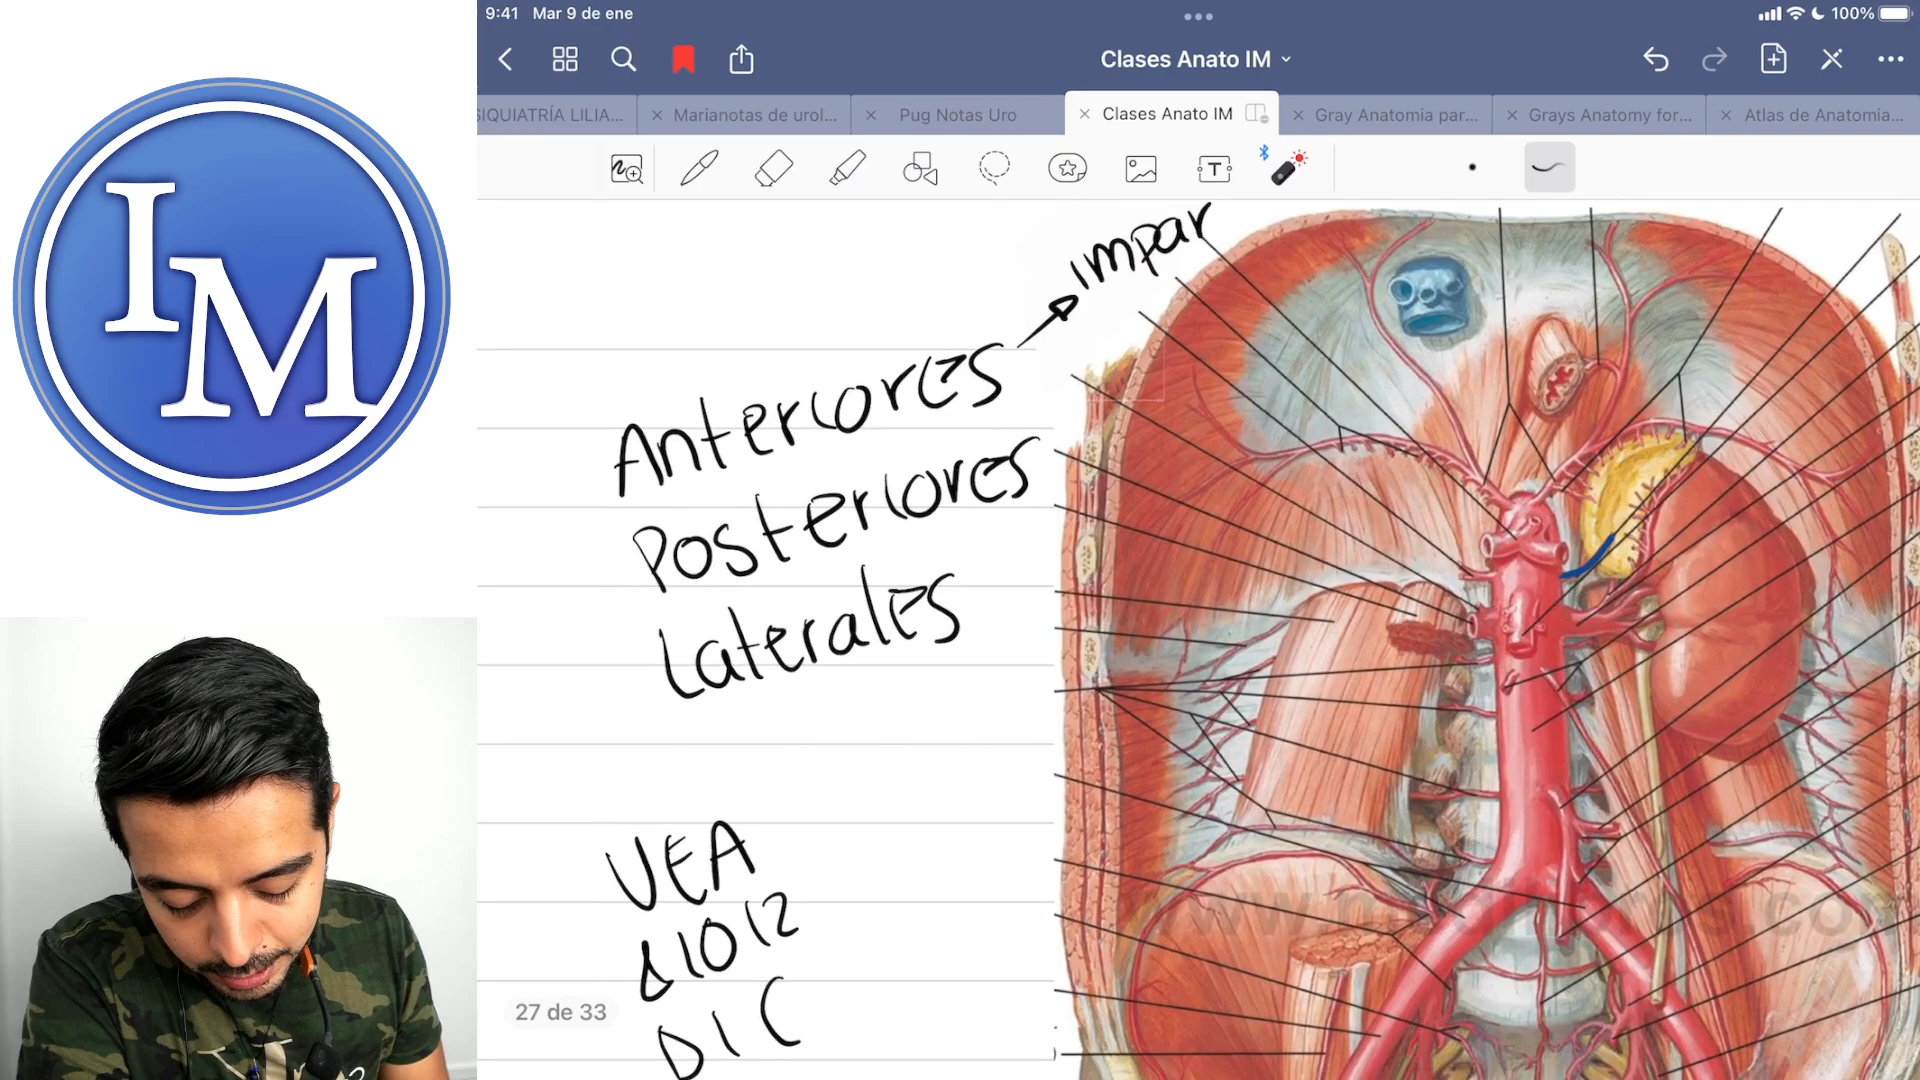 IM
9:41 Mar 9 de ene
100%
Clases Anato IM
SIQUIATRÍA LILIA...
Marianotas de urol...
Pug Notas Uro
Clases Anato IM
Gray Anatomia par...
Grays Anatomy for...
Atlas de Anatomia...
T
Impar
Anteriores
Posteriores
Laterales
VEA
1012
DIC
27 de 33